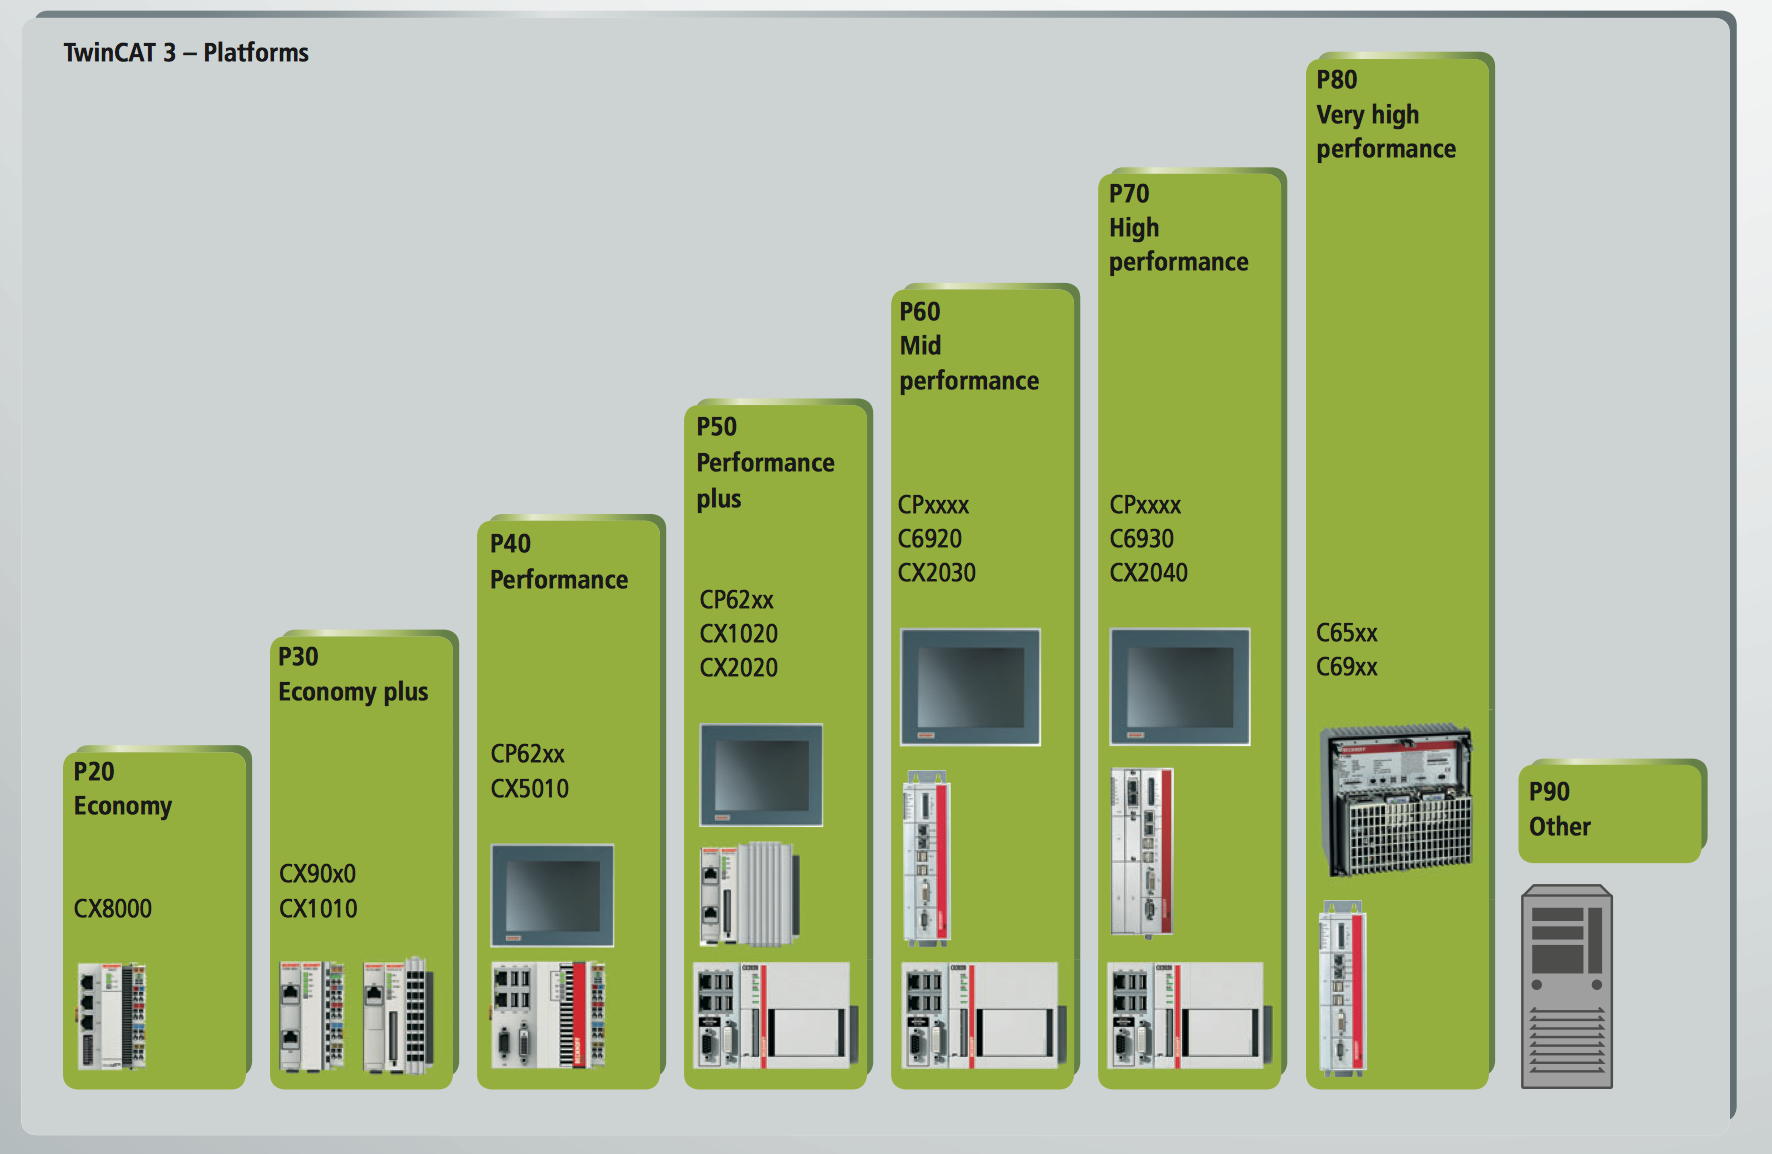 TwinCAT 3 – Platforms
P20
Economy
CX8000
P30
Economy plus
CX90x0
CX1010
P40
Performance
CP62xx
CX5010
P50
Performance
plus
CP62xx
CX1020
CX2020
P60
Mid
performance
CPxxxx
C6920
CX2030
P70
High
performance
CPxxxx
C6930
CX2040
P80
Very high
performance
C65xx
C69xx
BECKHOFF
P90
Other